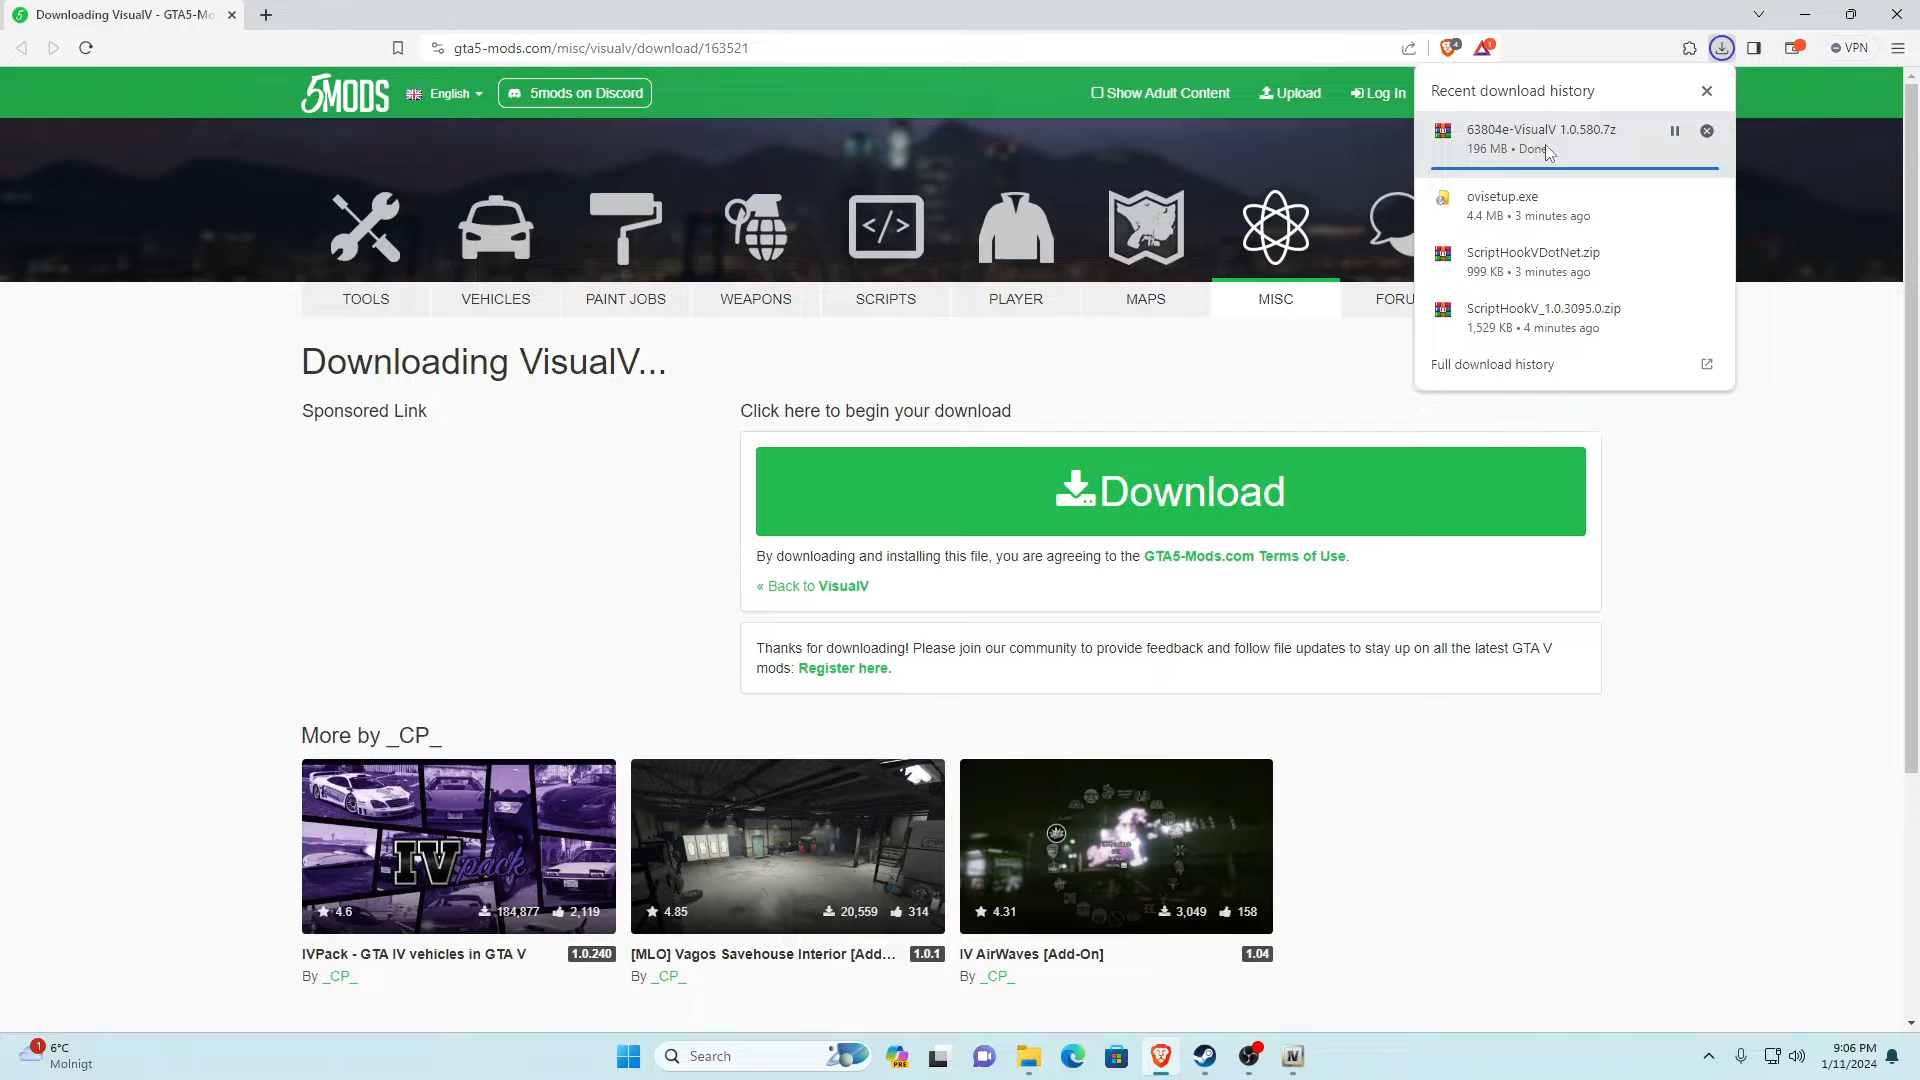 Downloading VisualV - GTA5-Mo
gta5-mods.com/misc/visualv/download/163521
4
1
VPN
5MODS
English
5mods on Discord
Show Adult Content
Upload
Log In
Recent download history
63804e-VisualV 1.0.580.7z
196 MB • Done
ovisetup.exe
4.4 MB • 3 minutes ago
ScriptHookVDotNet.zip
999 KB • 3 minutes ago
ScriptHookV_1.0.3095.0.zip
1,529 KB • 4 minutes ago
Full download history
TOOLS
VEHICLES
PAINT JOBS
WEAPONS
SCRIPTS
PLAYER
MAPS
MISC
FORU
Downloading VisualV...
Sponsored Link
Click here to begin your download
Download
By downloading and installing this file, you are agreeing to the GTA5-Mods.com Terms of Use.
« Back to VisualV
Thanks for downloading! Please join our community to provide feedback and follow file updates to stay up on all the latest GTA V
mods: Register here.
More by _CP_
IV pack
4.6
184,877
2,119
4.85
20,559
314
4.31
3,049
158
IVPack - GTA IV vehicles in GTA V
1.0.240
By _CP_
[MLO] Vagos Savehouse Interior [Add...
1.0.1
By _CP_
IV AirWaves [Add-On]
1.04
By _CP_
1
6°C
Molnigt
Search
PRE
IV
9:06 PM
1/11/2024